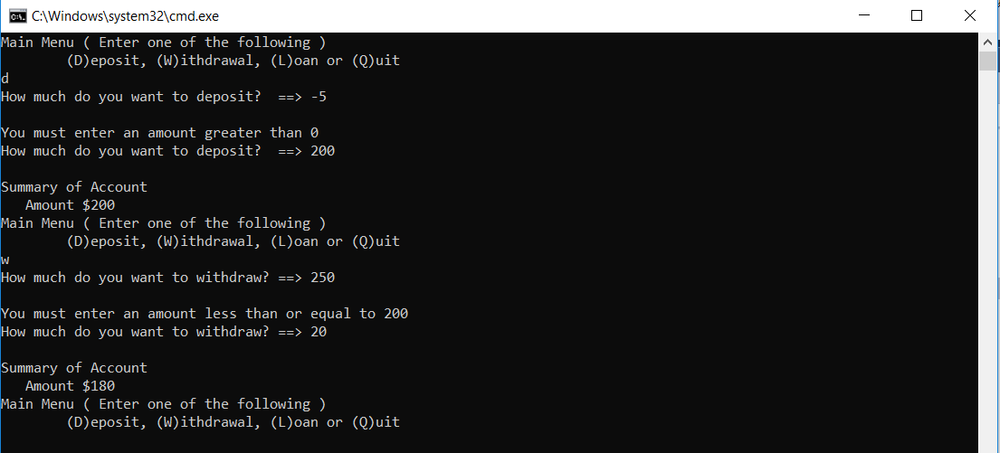 C:\Windows\system32\cmd.exe
Main Menu ( Enter one of the following )
        (D)eposit, (W)ithdrawal, (L)oan or (Q)uit
d
How much do you want to deposit?  ==> -5
You must enter an amount greater than 0
How much do you want to deposit?  ==> 200
Summary of Account
   Amount $200
Main Menu ( Enter one of the following )
        (D)eposit, (W)ithdrawal, (L)oan or (Q)uit
w
How much do you want to withdraw? ==> 250
You must enter an amount less than or equal to 200
How much do you want to withdraw? ==> 20
Summary of Account
   Amount $180
Main Menu ( Enter one of the following )
        (D)eposit, (W)ithdrawal, (L)oan or (Q)uit